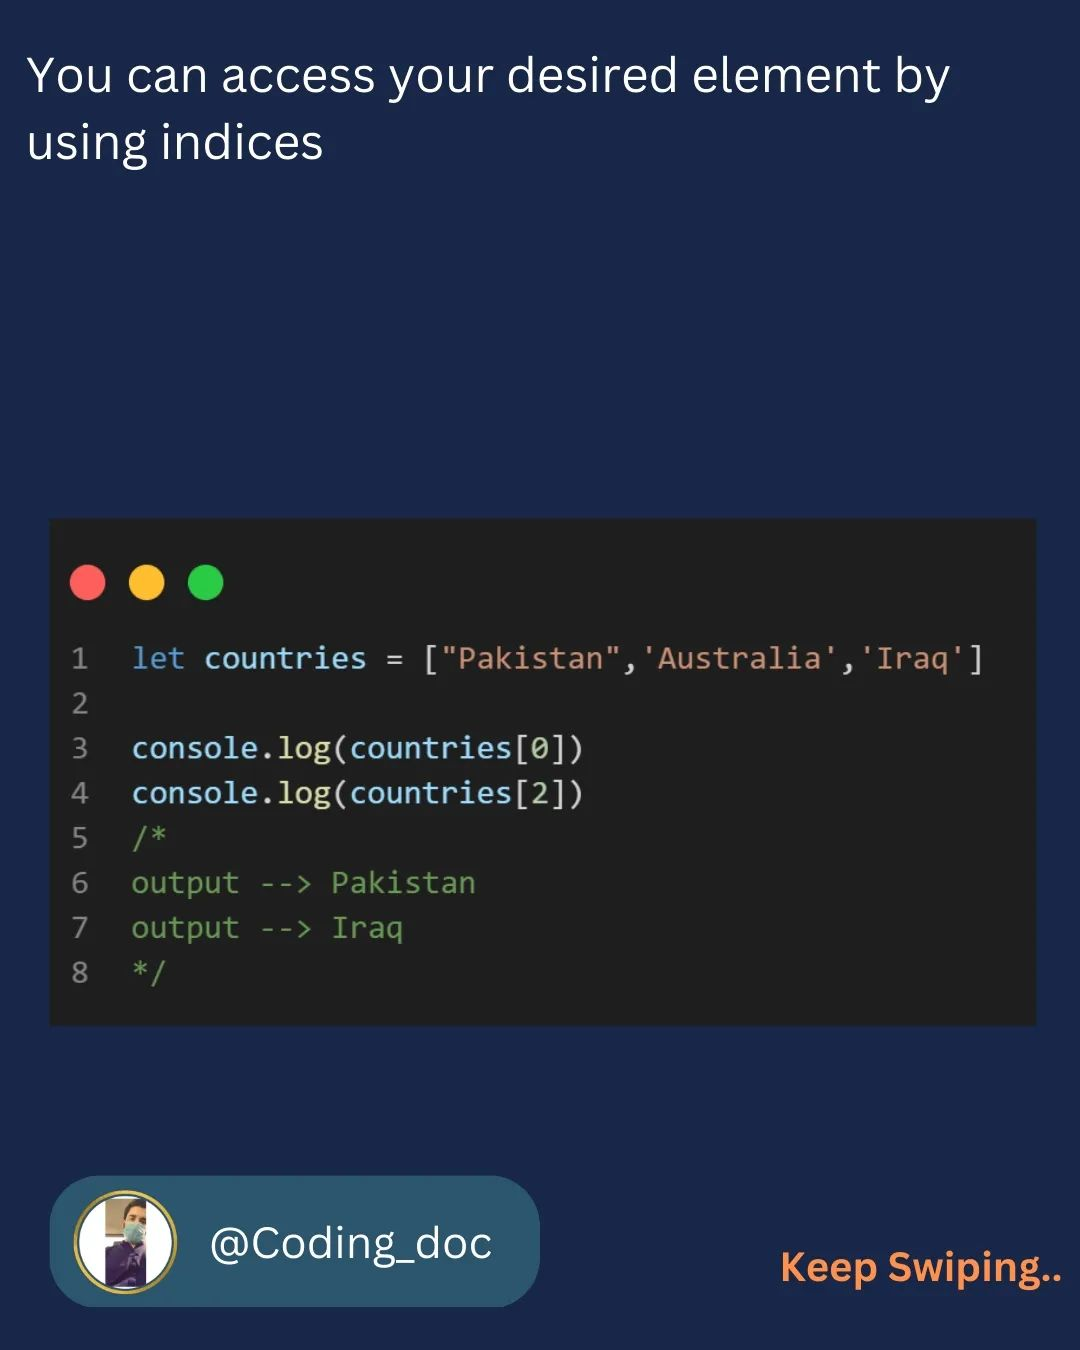 You can access your desired element by
using indices
1 let countries = ["Pakistan",'Australia','Iraq']
2
3 console.log(countries[0])
4 console.log(countries[2])
5 /*
6 output --> Pakistan
7 output --> Iraq
8 */
@Coding_doc
Keep Swiping..